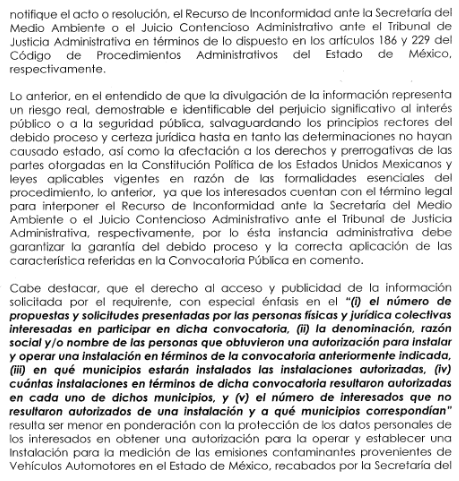 notifique el acto o resolución, el Recurso de Inconformidad ante la Secretaría del
Medio Ambiente o el Juicio Contencioso Administrativo ante el Tribunal de
Justicia Administrativa en términos de lo dispuesto en los artículos 186 y 229 del
Código de Procedimientos Administrativos del Estado de México,
respectivamente.
Lo anterior, en el entendido de que la divulgación de la información representa
un riesgo real, demostrable e identificable del perjuicio significativo al interés
público o a la seguridad pública, salvaguardando los principios rectores del
debido proceso y certeza jurídica hasta en tanto las determinaciones no hayan
causado estado, así como la afectación a los derechos y prerrogativas de las
partes otorgadas en la Constitución Política de los Estados Unidos Mexicanos y
leyes aplicables vigentes en razón de las formalidades esenciales del
procedimiento, lo anterior, ya que los interesados cuentan con el término legal
para interponer el Recurso de Inconformidad ante la Secretaría del Medio
Ambiente o el Juicio Contencioso Administrativo ante el Tribunal de Justicia
Administrativa, respectivamente, por lo ésta instancia administrativa debe
garantizar la garantía del debido proceso y la correcta aplicación de las
característica referidas en la Convocatoria Pública en comento.
Cabe destacar, que el derecho al acceso y publicidad de la información
solicitada por el requirente, con especial énfasis en el "(i) el número de
propuestas y solicitudes presentadas por las personas físicas y jurídica colectivas
interesadas en participar en dicha convocatoria, (ii) la denominación, razón
social y/o nombre de las personas que obtuvieron una autorización para instalar
y operar una instalación en términos de la convocatoria anteriormente indicada,
(iii) en qué municipios estarán instalados las instalaciones autorizadas, (iv)
cuántas instalaciones en términos de dicha convocatoria resultaron autorizadas
en cada uno de dichos municipios, y (v) el número de interesados que no
resultaron autorizados de una instalación y a qué municipios correspondían"
resulta ser menor en ponderación con la protección de los datos personales de
los interesados en obtener una autorización para la operar y establecer una
Instalación para la medición de las emisiones contaminantes provenientes de
Vehículos Automotores en el Estado de México, recabados por la Secretaría del